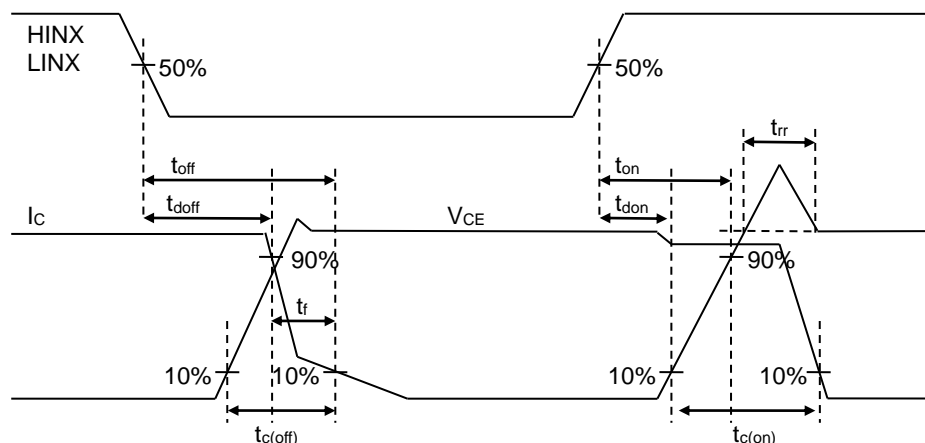 HINX
LINX
50%
50%
trr
toff
ton
tdoff
tdon
IC
VCE
90%
90%
tf
10%
10%
10%
10%
tc(off)
tc(on)